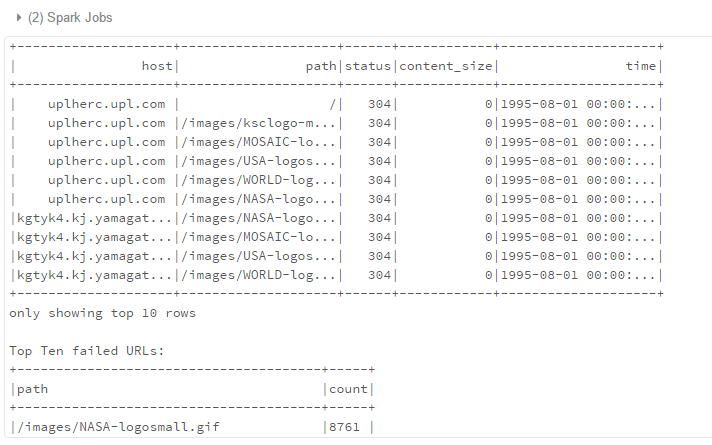 (2) Spark Jobs
+--------------------+--------------------+------+------------+--------------------+
|                host|                path|status|content_size|                time|
+--------------------+--------------------+------+------------+--------------------+
|    uplherc.upl.com |                   /|   304|           0|1995-08-01 00:00:...|
|    uplherc.upl.com |/images/ksclogo-m...|   304|           0|1995-08-01 00:00:...|
|    uplherc.upl.com |/images/MOSAIC-lo...|   304|           0|1995-08-01 00:00:...|
|    uplherc.upl.com |/images/USA-logos...|   304|           0|1995-08-01 00:00:...|
|    uplherc.upl.com |/images/WORLD-log...|   304|           0|1995-08-01 00:00:...|
|    uplherc.upl.com |/images/NASA-logo...|   304|           0|1995-08-01 00:00:...|
|kgtyk4.kj.yamagat...|/images/NASA-logo...|   304|           0|1995-08-01 00:00:...|
|kgtyk4.kj.yamagat...|/images/MOSAIC-lo...|   304|           0|1995-08-01 00:00:...|
|kgtyk4.kj.yamagat...|/images/USA-logos...|   304|           0|1995-08-01 00:00:...|
|kgtyk4.kj.yamagat...|/images/WORLD-log...|   304|           0|1995-08-01 00:00:...|
+--------------------+--------------------+------+------------+--------------------+
only showing top 10 rows
Top Ten failed URLs:
+---------------------------------------+-----+
|path                                   |count|
+---------------------------------------+-----+
|/images/NASA-logosmall.gif             |8761 |